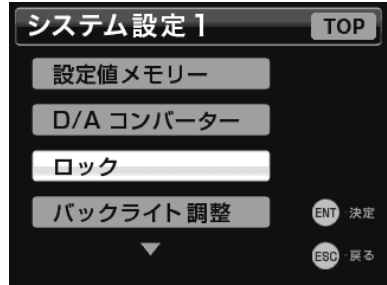 システム設定1 TOP
設定値メモリー
D/A コンバーター
ロック
バックライト調整
ENT 決定
ESC 戻る